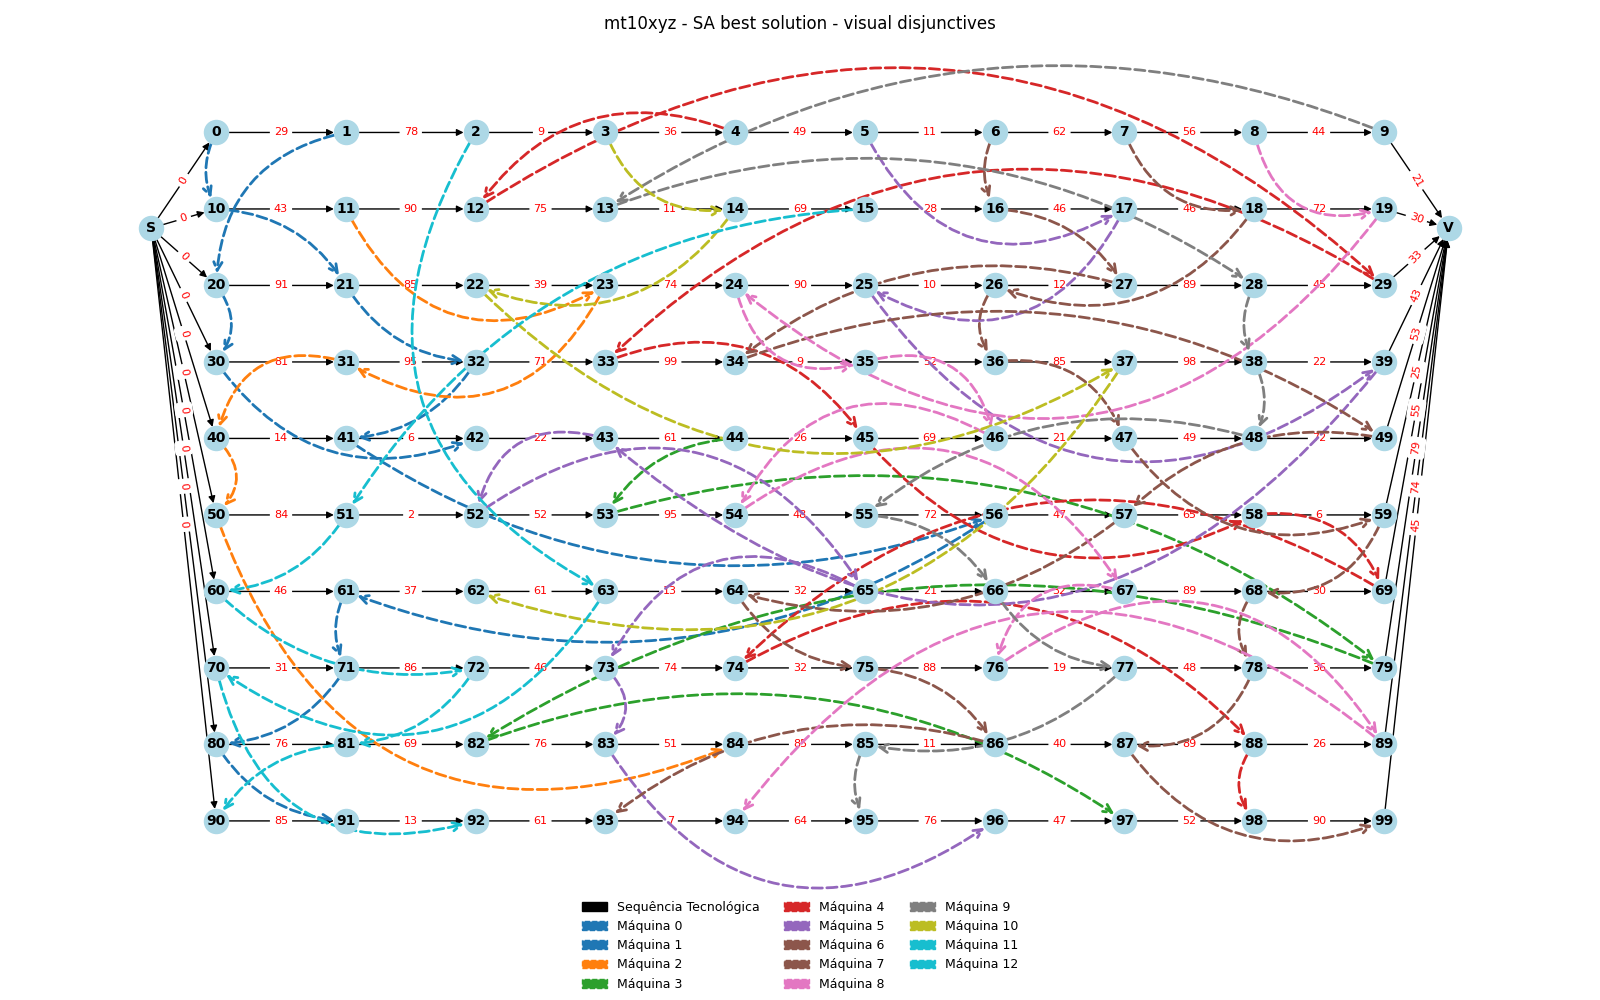 mt10xyz - SA best solution - visual disjunctives
0 29 1 78 2 9 3 36 4 49 5 11 6 62 7 56 8 44 9
0 21
10 43 11 90 12 75 13 11 14 69 15 28 16 46 17 46 18 72 19 30
S 0 V
0 33
20 91 21 85 22 39 23 74 24 90 25 10 26 12 27 89 28 45 29
0 43
30 81 31 95 32 71 33 99 34 9 35 52 36 85 37 98 38 22 39
0 53
0 25
40 14 41 6 42 22 43 61 44 26 45 69 46 21 47 49 48 72 49
0 55
0 79
50 84 51 2 52 52 53 95 54 48 55 72 56 47 57 65 58 6 59
0 74
0 45
60 46 61 37 62 61 63 13 64 32 65 21 66 32 67 89 68 30 69
70 31 71 86 72 46 73 74 74 32 75 88 76 19 77 48 78 36 79
80 76 81 69 82 76 83 51 84 85 85 11 86 40 87 89 88 26 89
90 85 91 13 92 61 93 7 94 64 95 76 96 47 97 52 98 90 99
Sequência Tecnológica
Máquina 0
Máquina 1
Máquina 2
Máquina 3
Máquina 4
Máquina 5
Máquina 6
Máquina 7
Máquina 8
Máquina 9
Máquina 10
Máquina 11
Máquina 12